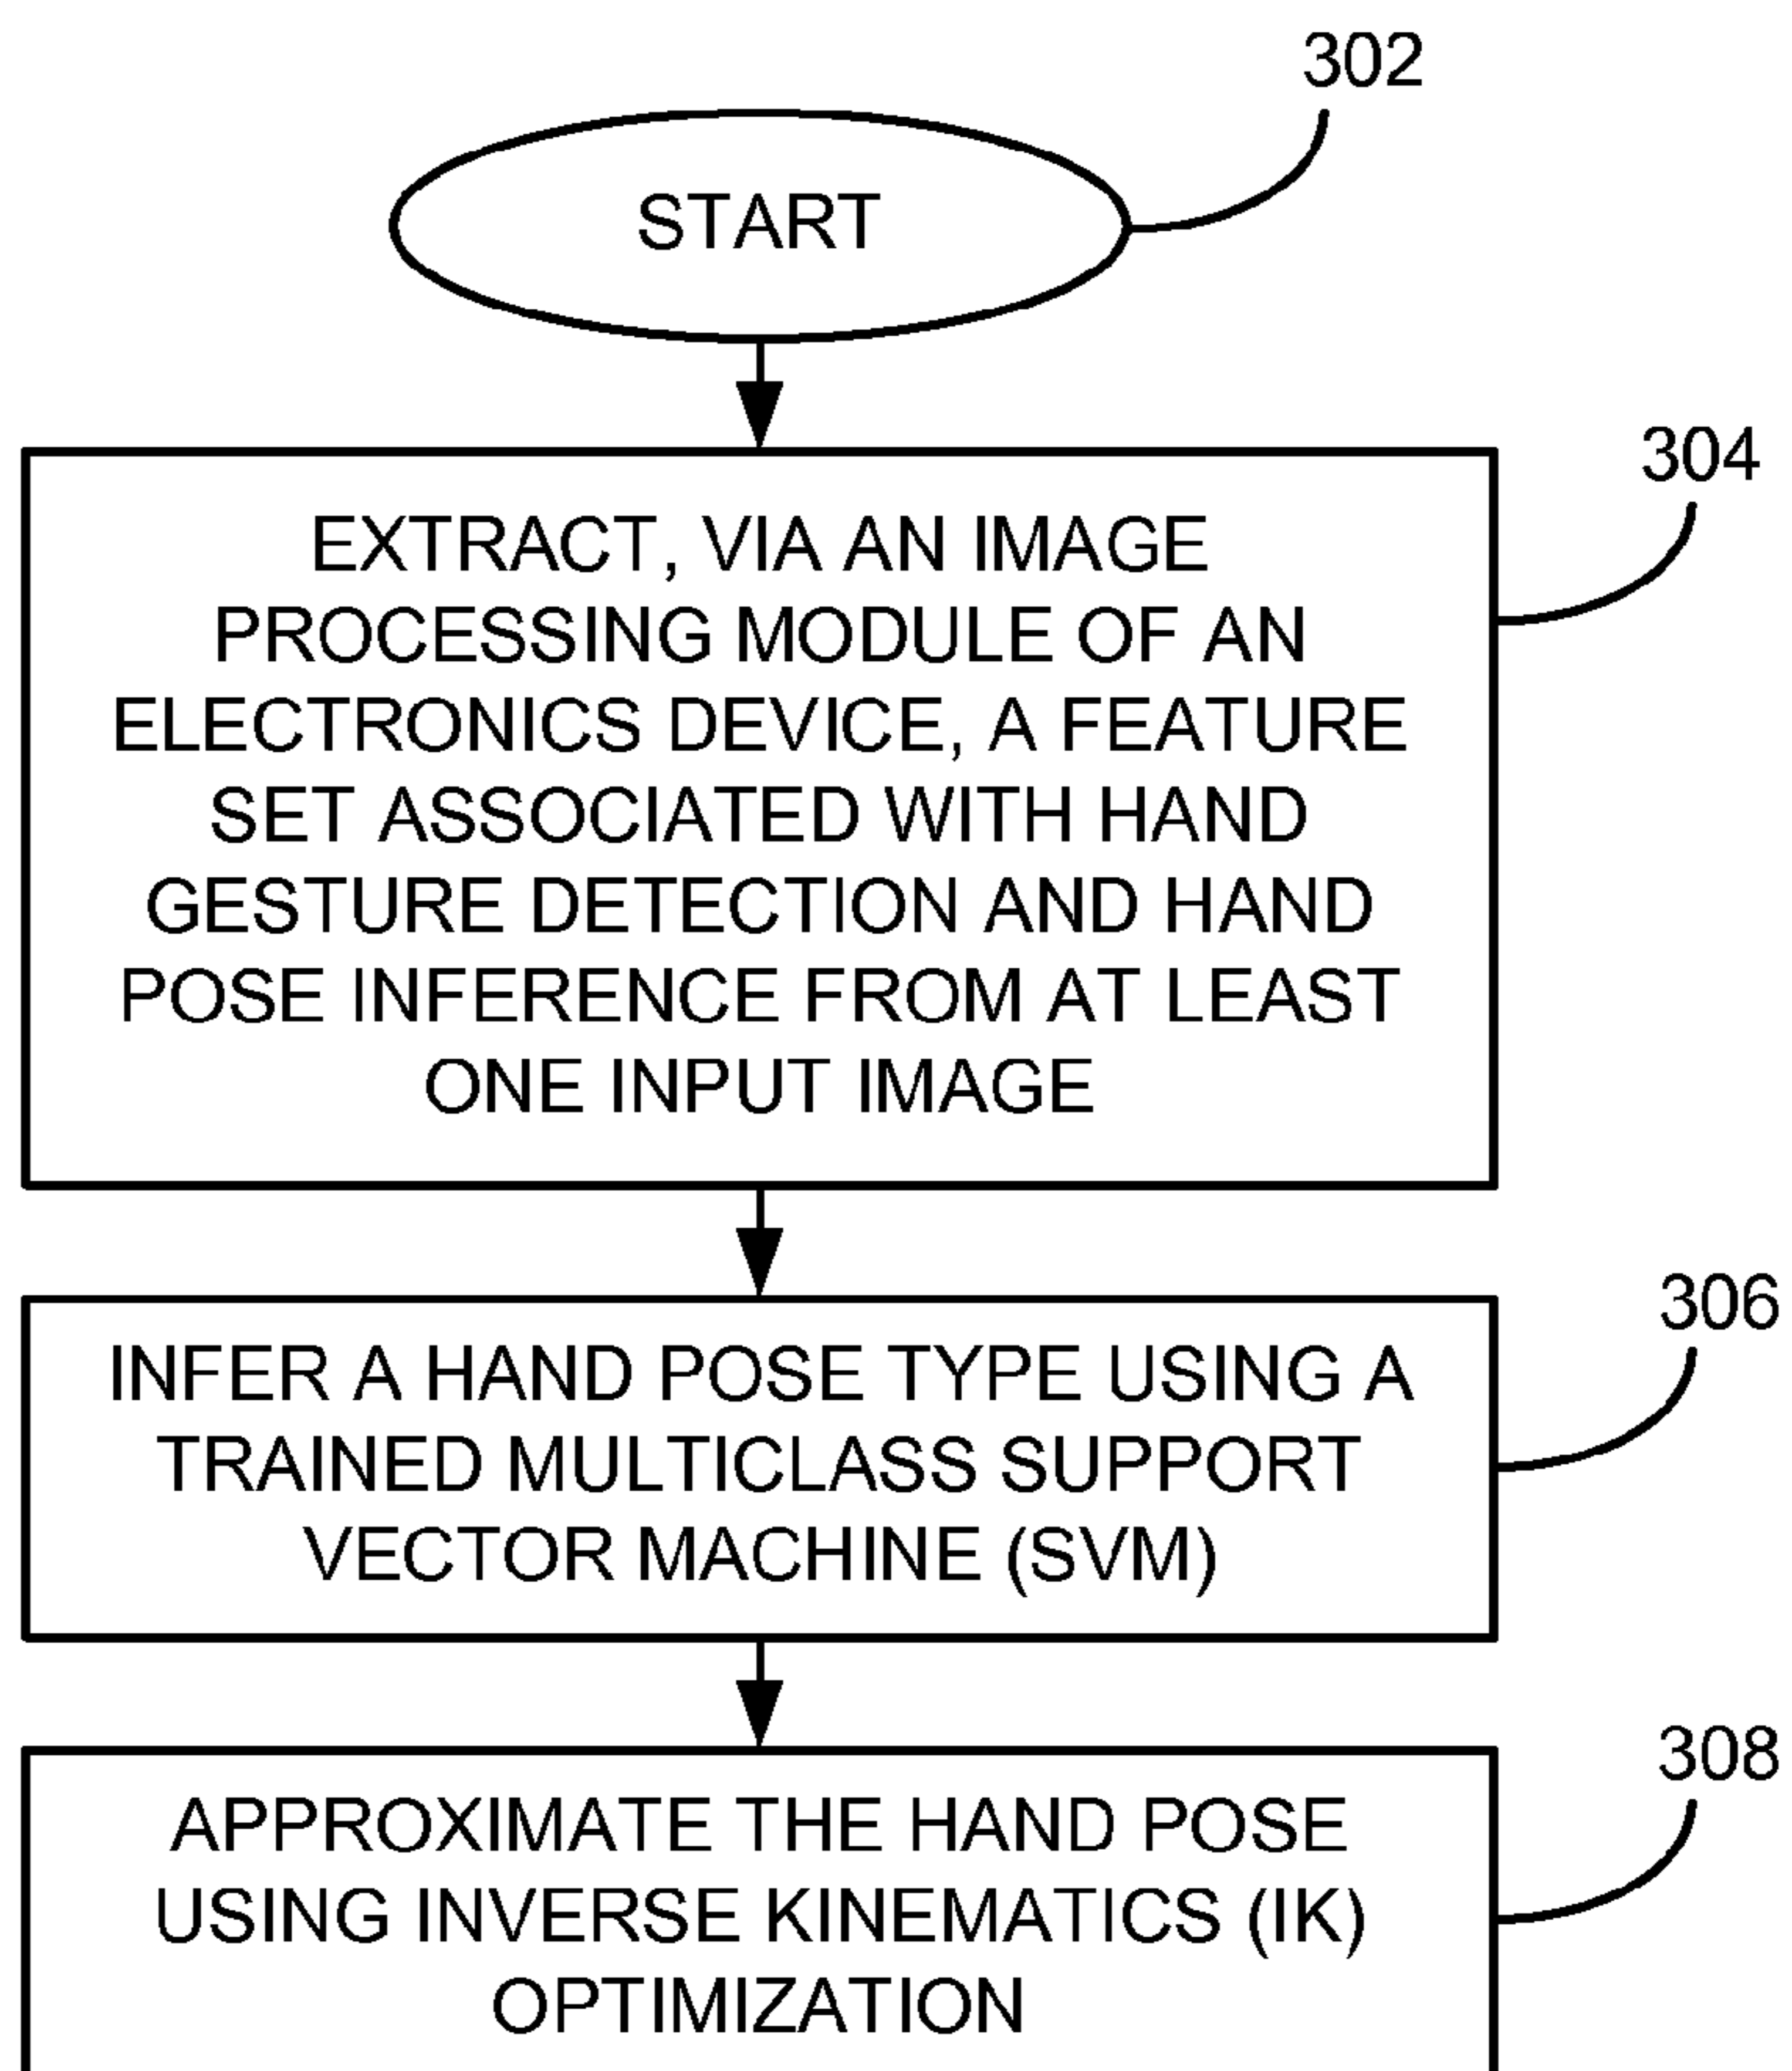 302
START
304
EXTRACT, VIA AN IMAGE
PROCESSING MODULE OF AN
ELECTRONICS DEVICE, A FEATURE
SET ASSOCIATED WITH HAND
GESTURE DETECTION AND HAND
POSE INFERENCE FROM AT LEAST
ONE INPUT IMAGE
306
INFER A HAND POSE TYPE USING A
TRAINED MULTICLASS SUPPORT
VECTOR MACHINE (SVM)
308
APPROXIMATE THE HAND POSE
USING INVERSE KINEMATICS (IK)
OPTIMIZATION